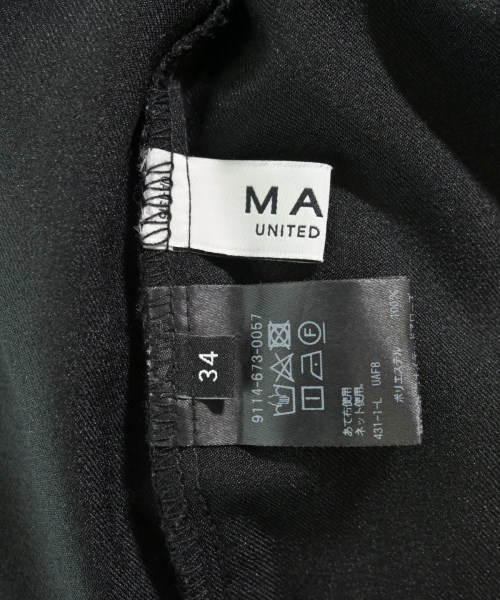 MA
UNITED
34
9114-673-0057
あて布使用
ネット使用。
431-1-L UAF8
ポリエステル 100%